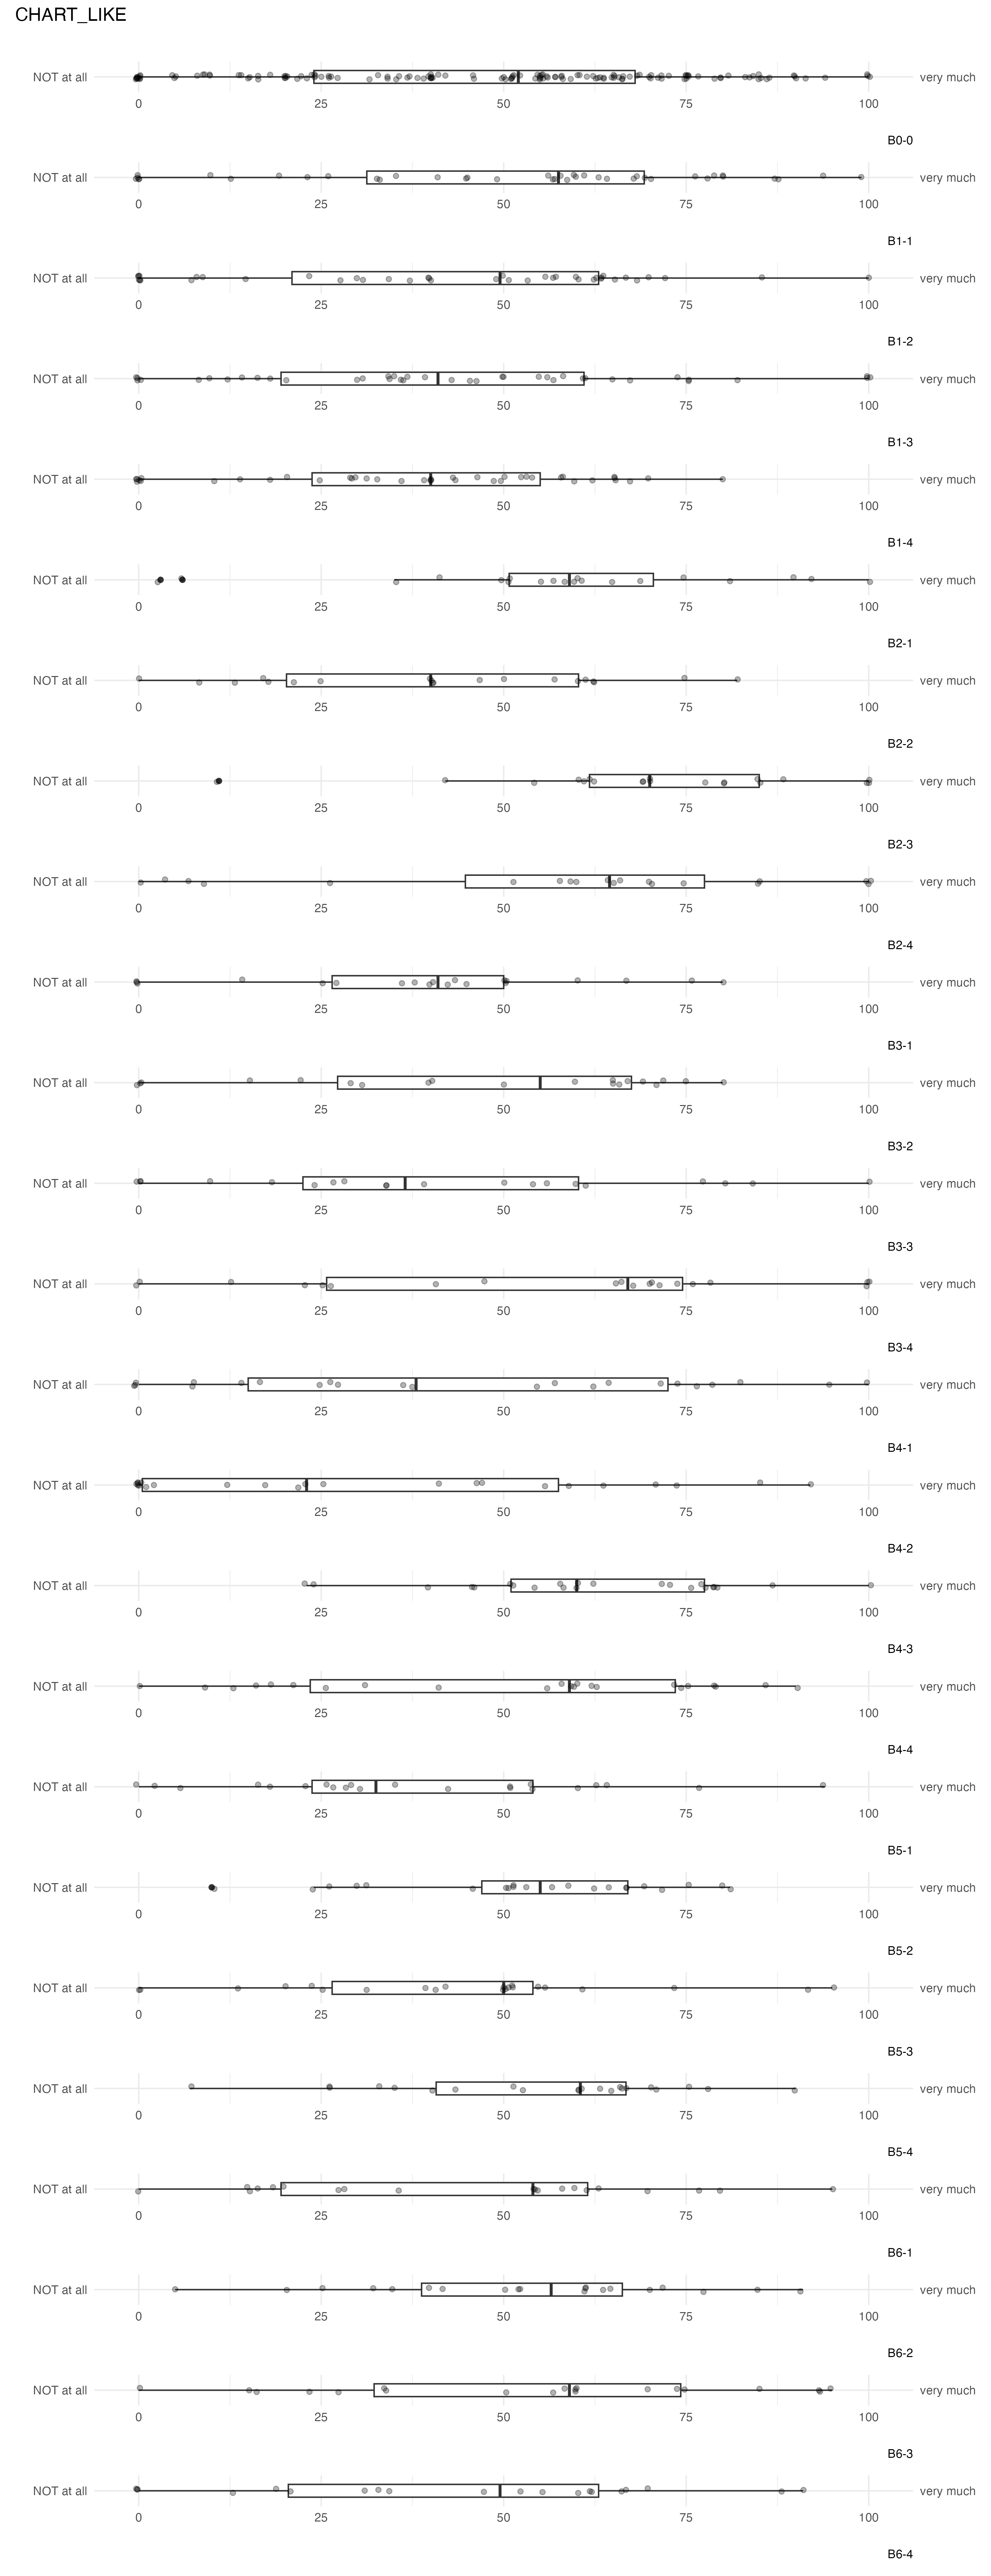 CHART_LIKE
NOT at all very much
0 25 50 75 100
B0-0
NOT at all very much
0 25 50 75 100
B1-1
NOT at all very much
0 25 50 75 100
B1-2
NOT at all very much
0 25 50 75 100
B1-3
NOT at all very much
0 25 50 75 100
B1-4
NOT at all very much
0 25 50 75 100
B2-1
NOT at all very much
0 25 50 75 100
B2-2
NOT at all very much
0 25 50 75 100
B2-3
NOT at all very much
0 25 50 75 100
B2-4
NOT at all very much
0 25 50 75 100
B3-1
NOT at all very much
0 25 50 75 100
B3-2
NOT at all very much
0 25 50 75 100
B3-3
NOT at all very much
0 25 50 75 100
B3-4
NOT at all very much
0 25 50 75 100
B4-1
NOT at all very much
0 25 50 75 100
B4-2
NOT at all very much
0 25 50 75 100
B4-3
NOT at all very much
0 25 50 75 100
B4-4
NOT at all very much
0 25 50 75 100
B5-1
NOT at all very much
0 25 50 75 100
B5-2
NOT at all very much
0 25 50 75 100
B5-3
NOT at all very much
0 25 50 75 100
B5-4
NOT at all very much
0 25 50 75 100
B6-1
NOT at all very much
0 25 50 75 100
B6-2
NOT at all very much
0 25 50 75 100
B6-3
NOT at all very much
0 25 50 75 100
B6-4